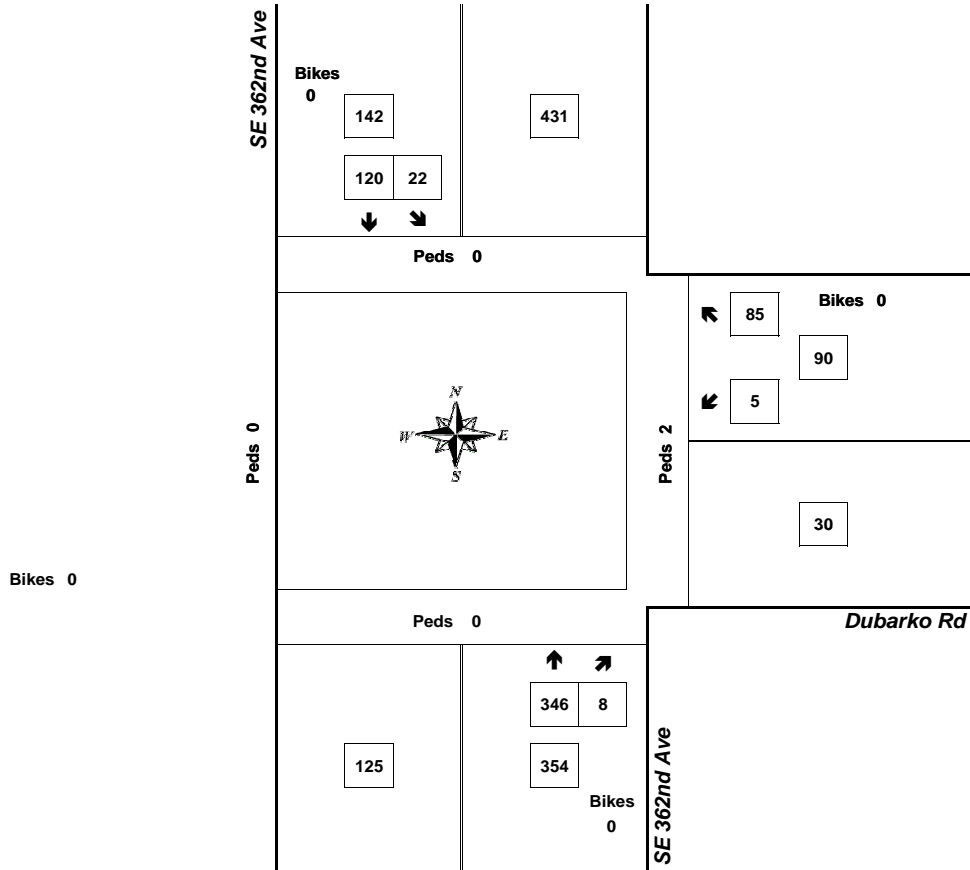 SE 362nd Ave
Bikes
0
142
431
120 22
Peds 0
Bikes 0
85
90
5
N
W E
S
Peds 0
Peds 2
30
Bikes 0
Peds 0
Dubarko Rd
346 8
125
354
Bikes
0
SE 362nd Ave